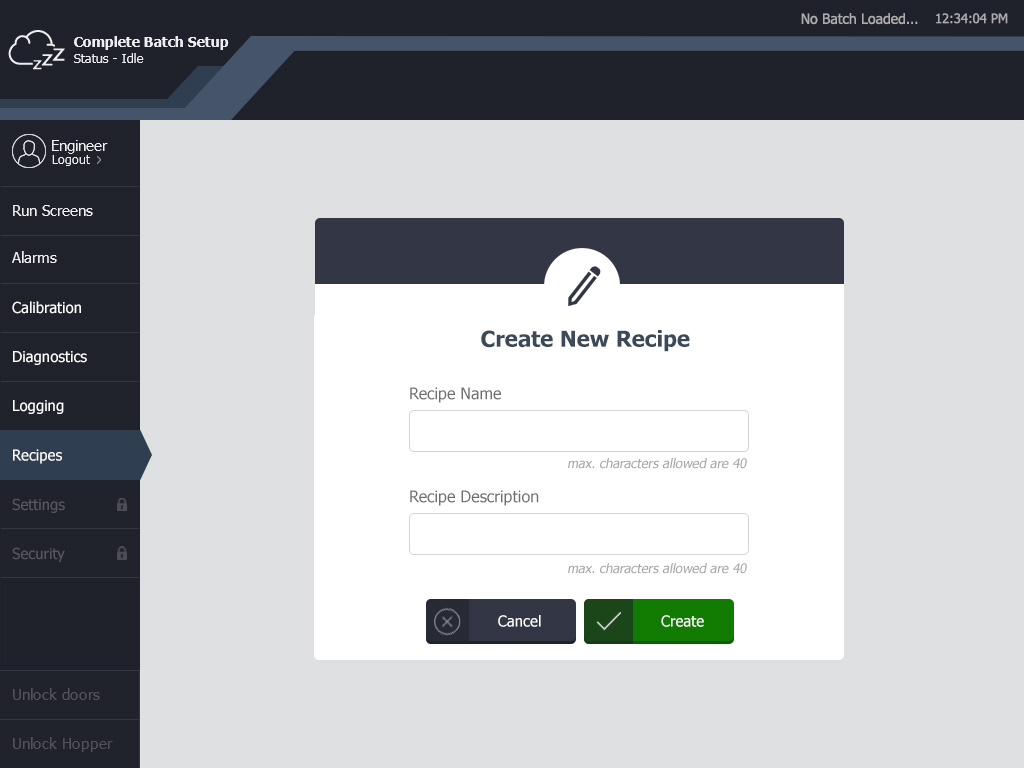 No Batch Loaded... 12:34:04 PM
Complete Batch Setup
Status - Idle
Engineer
Logout >
Run Screens
Alarms
Calibration
Diagnostics
Logging
Recipes
Settings
Security
Unlock doors
Unlock Hopper
Create New Recipe
Recipe Name
max. characters allowed are 40
Recipe Description
max. characters allowed are 40
Cancel
Create